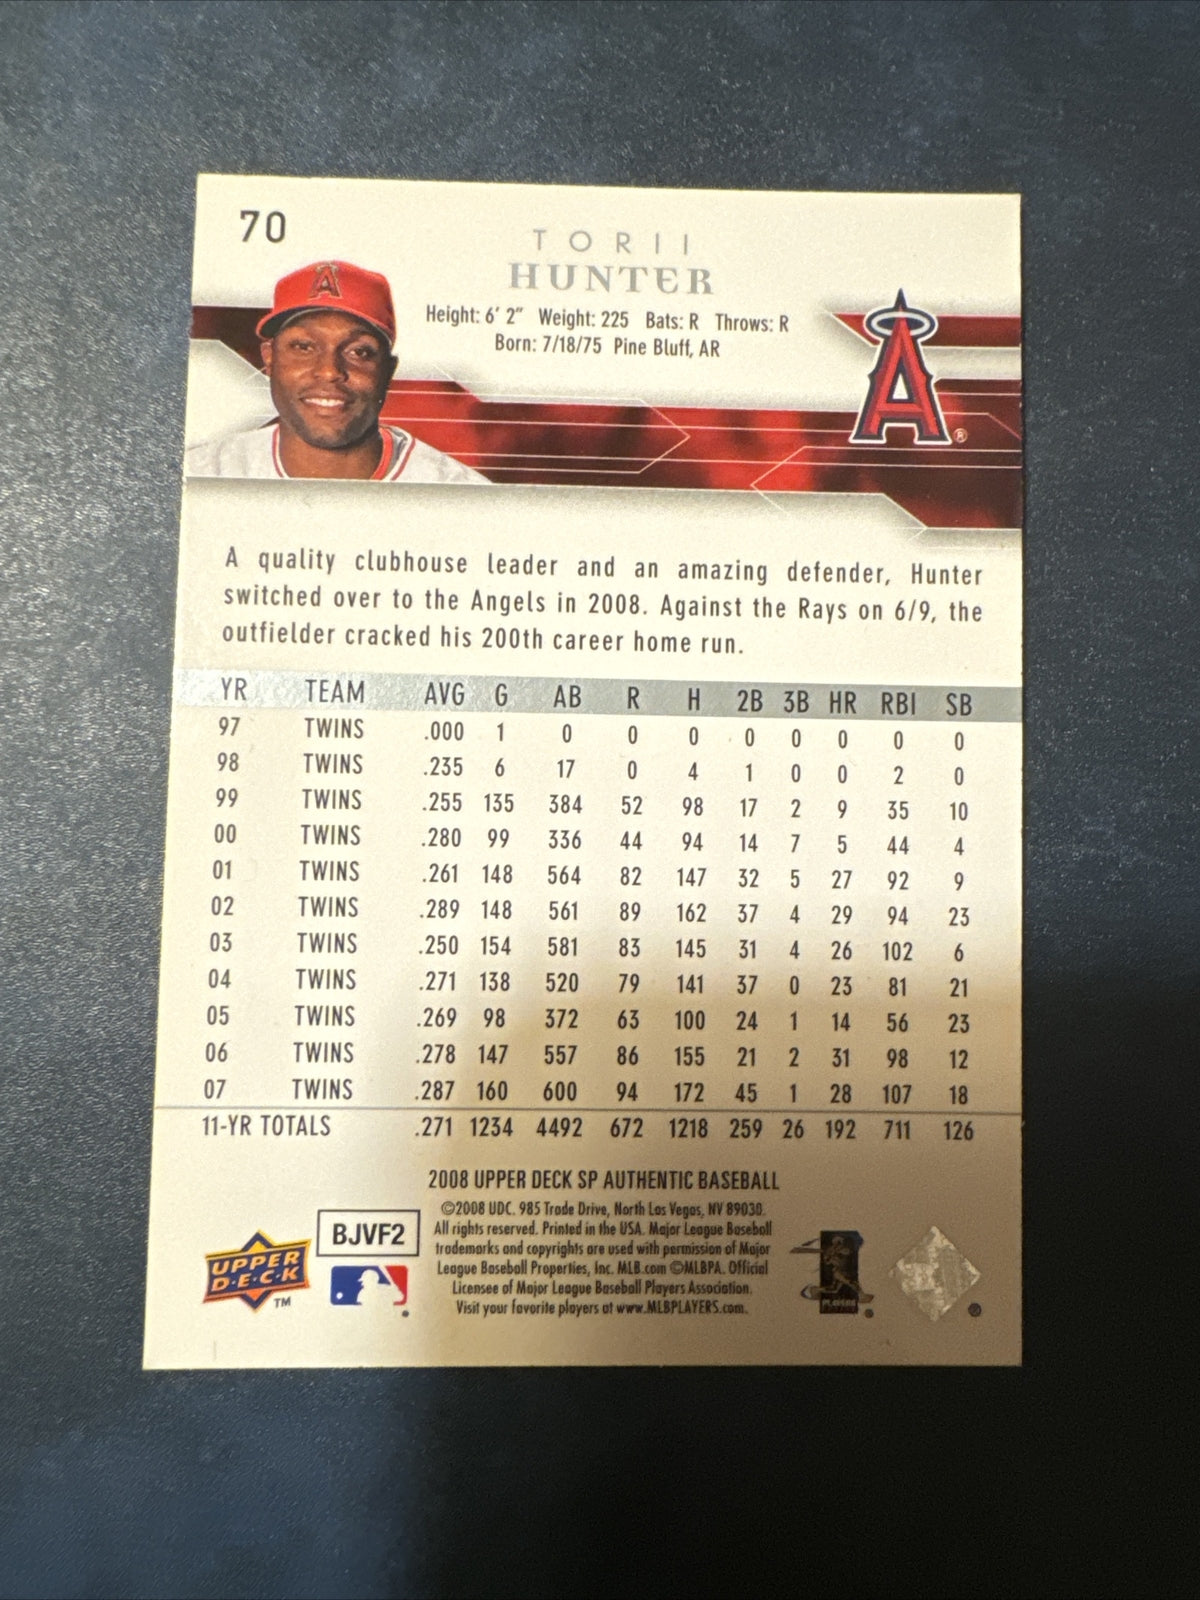 70
TORII
HUNTER
Height: 6' 2" Weight: 225 Bats: R Throws: R
Born: 7/18/75 Pine Bluff, AR
A
A
®
A quality clubhouse leader and an amazing defender, Hunter
switched over to the Angels in 2008. Against the Rays on 6/9, the
outfielder cracked his 200th career home run.
YR TEAM AVG G AB R H 2B 3B HR RBI SB
97 TWINS .000 1 0 0 0 0 0 0 0 0
98 TWINS .235 6 17 0 4 1 0 0 2 0
99 TWINS .255 135 384 52 98 17 2 9 35 10
00 TWINS .280 99 336 44 94 14 7 5 44 4
01 TWINS .261 148 564 82 147 32 5 27 92 9
02 TWINS .289 148 561 89 162 37 4 29 94 23
03 TWINS .250 154 581 83 145 31 4 26 102 6
04 TWINS .271 138 520 79 141 37 0 23 81 21
05 TWINS .269 98 372 63 100 24 1 14 56 23
06 TWINS .278 147 557 86 155 21 2 31 98 12
07 TWINS .287 160 600 94 172 45 1 28 107 18
11-YR TOTALS .271 1234 4492 672 1218 259 26 192 711 126
2008 UPPER DECK SP AUTHENTIC BASEBALL
©2008 UDC. 985 Trade Drive, North Las Vegas, NV 89030.
All rights reserved. Printed in the USA. Major League Baseball
trademarks and copyrights are used with permission of Major
League Baseball Properties, Inc. MLB.com ©MLBPA. Official
Licensee of Major League Baseball Players Association.
Visit your favorite players at www.MLBPLAYERS.com.
BJVF2
UPPER
D·E·C·K
TM
PLAYERS